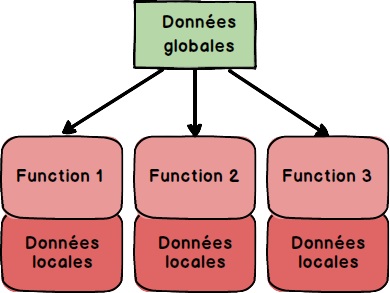 Données
globales
Function 1
Function 2
Function 3
Données
locales
Données
locales
Données
locales